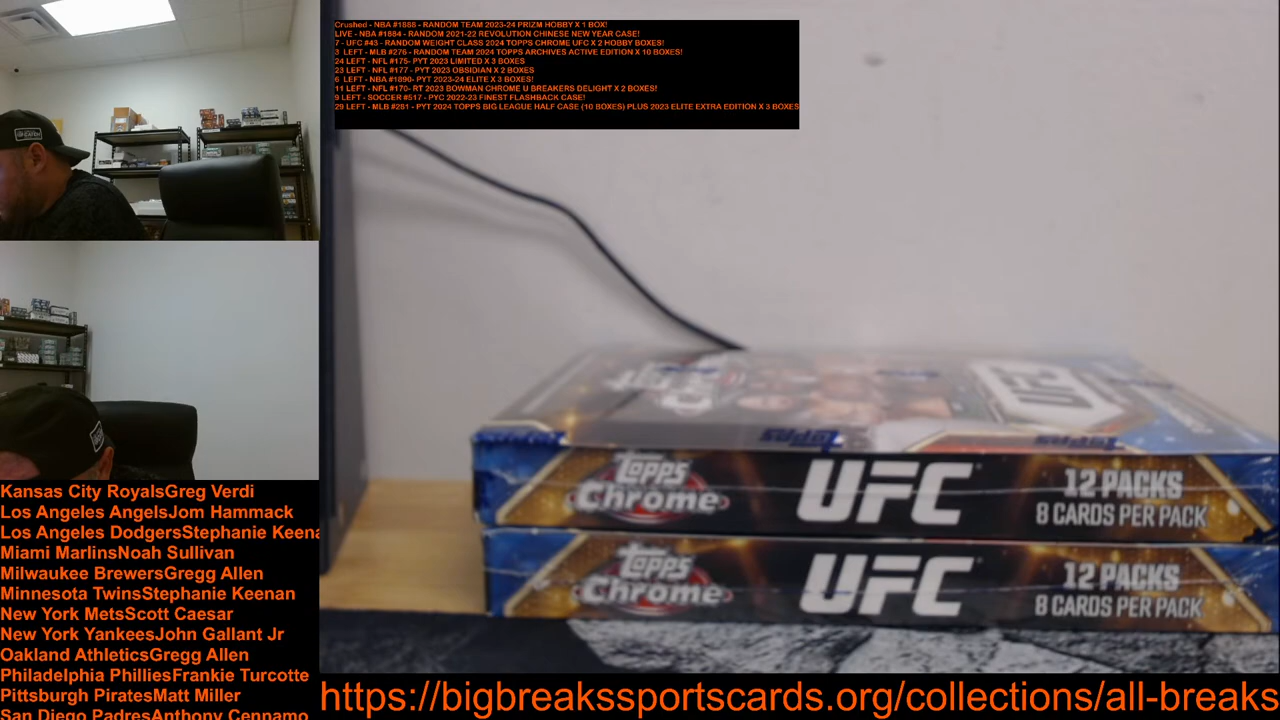 Crushed - NBA #1888 - RANDOM TEAM 2023-24 PRIZM HOBBY X 1 BOX!
LIVE - NBA #1884 - RANDOM 2021-22 REVOLUTION CHINESE NEW YEAR CASE!
7 - UFC #43 - RANDOM WEIGHT CLASS 2024 TOPPS CHROME UFC X 2 HOBBY BOXES!
3 LEFT - MLB #276 - RANDOM TEAM 2024 TOPPS ARCHIVES ACTIVE EDITION X 10 BOXES!
24 LEFT - NFL #175- PYT 2023 LIMITED X 3 BOXES
23 LEFT - NFL #177 - PYT 2023 OBSIDIAN X 2 BOXES
6 LEFT - NBA #1890- PYT 2023-24 ELITE X 3 BOXES!
11 LEFT - NFL #170- RT 2023 BOWMAN CHROME U BREAKERS DELIGHT X 2 BOXES!
9 LEFT - SOCCER #517 - PYC 2022-23 FINEST FLASHBACK CASE!
29 LEFT - MLB #281 - PYT 2024 TOPPS BIG LEAGUE HALF CASE (10 BOXES) PLUS 2023 ELITE EXTRA EDITION X 3 BOXES
topps topps
Topps Chrome UFC 12 PACKS
8 CARDS PER PACK
Topps Chrome UFC 12 PACKS
8 CARDS PER PACK
Kansas City RoyalsGreg Verdi
Los Angeles AngelsJom Hammack
Los Angeles DodgersStephanie Keena
Miami MarlinsNoah Sullivan
Milwaukee BrewersGregg Allen
Minnesota TwinsStephanie Keenan
New York MetsScott Caesar
New York YankeesJohn Gallant Jr
Oakland AthleticsGregg Allen
Philadelphia PhilliesFrankie Turcotte
Pittsburgh PiratesMatt Miller
San Diego PadresAnthony Cennamo
https://bigbreakssportscards.org/collections/all-breaks